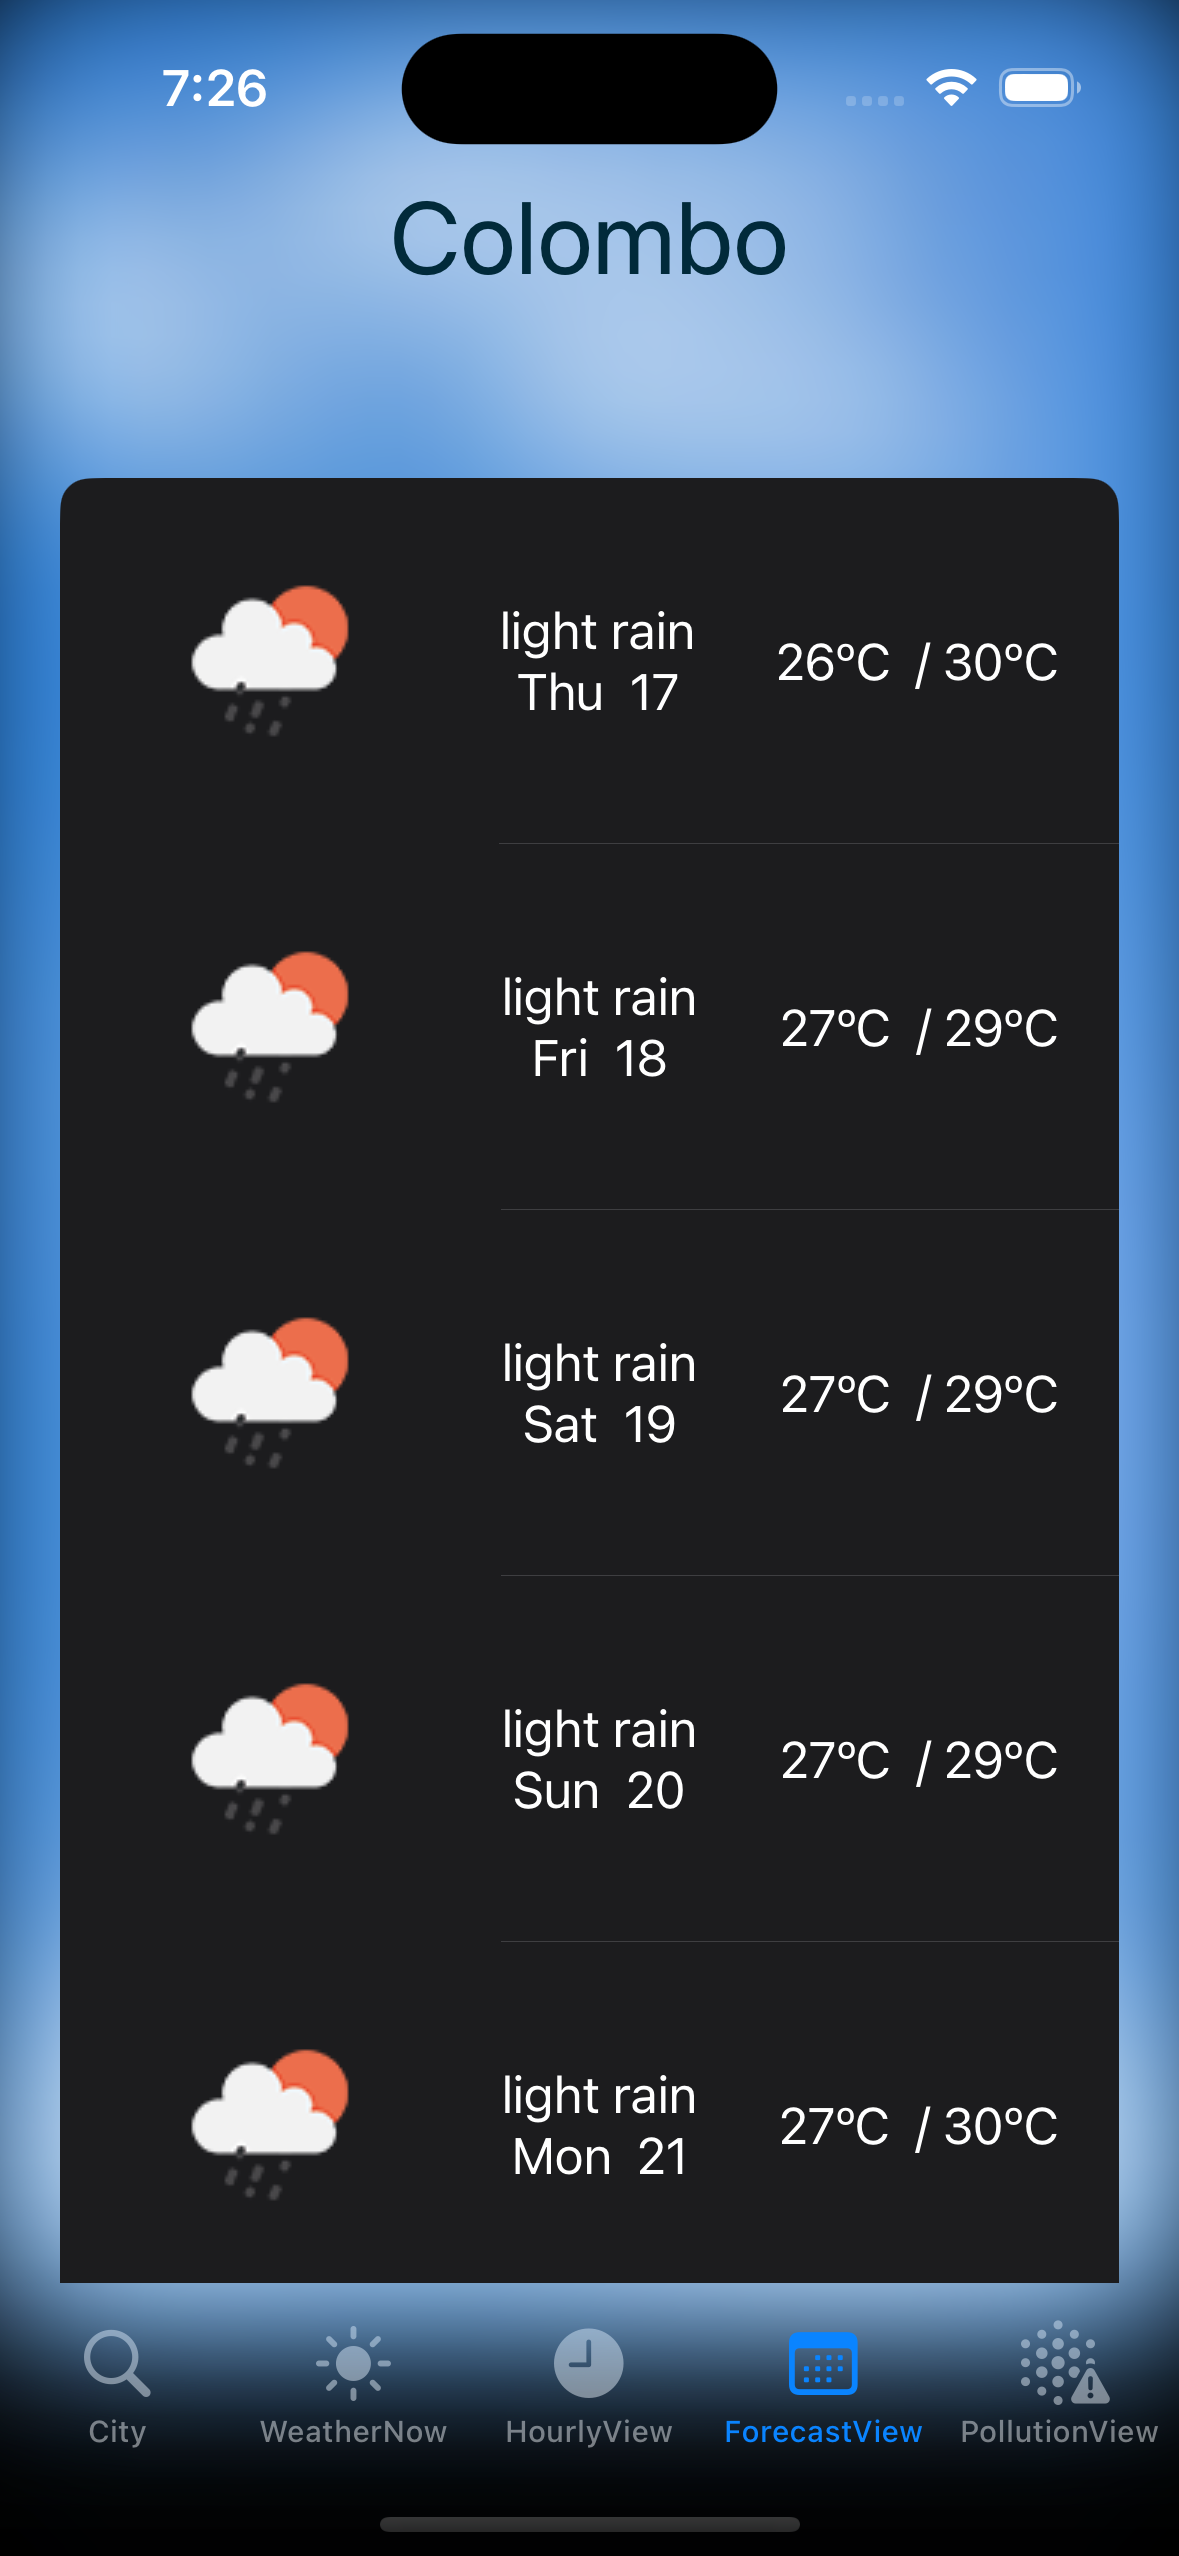 7:26
Colombo
light rain
Thu 17
26°C / 30°C
light rain
Fri 18
27°C / 29°C
light rain
Sat 19
27°C / 29°C
light rain
Sun 20
27°C / 29°C
light rain
Mon 21
27°C / 30°C
City
WeatherNow
HourlyView
ForecastView
PollutionView